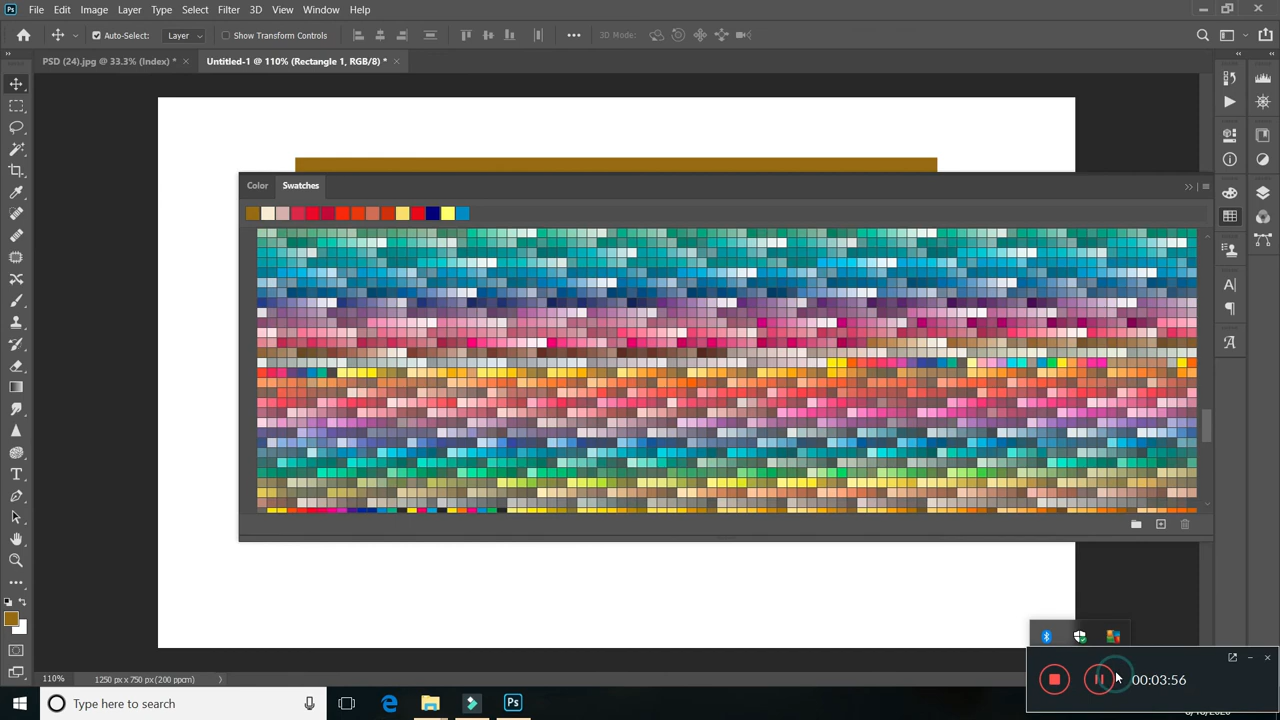 Ps File Edit Image Layer Type Select Filter 3D View Window Help
Auto-Select: Layer Show Transform Controls 3D Mode:
PSD (24).jpg @ 33.3% (Index) * Untitled-1 @ 110% (Rectangle 1, RGB/8) *
Color Swatches
110% 1250 px x 750 px (200 ppcm)
00:03:56
Type here to search
Ps